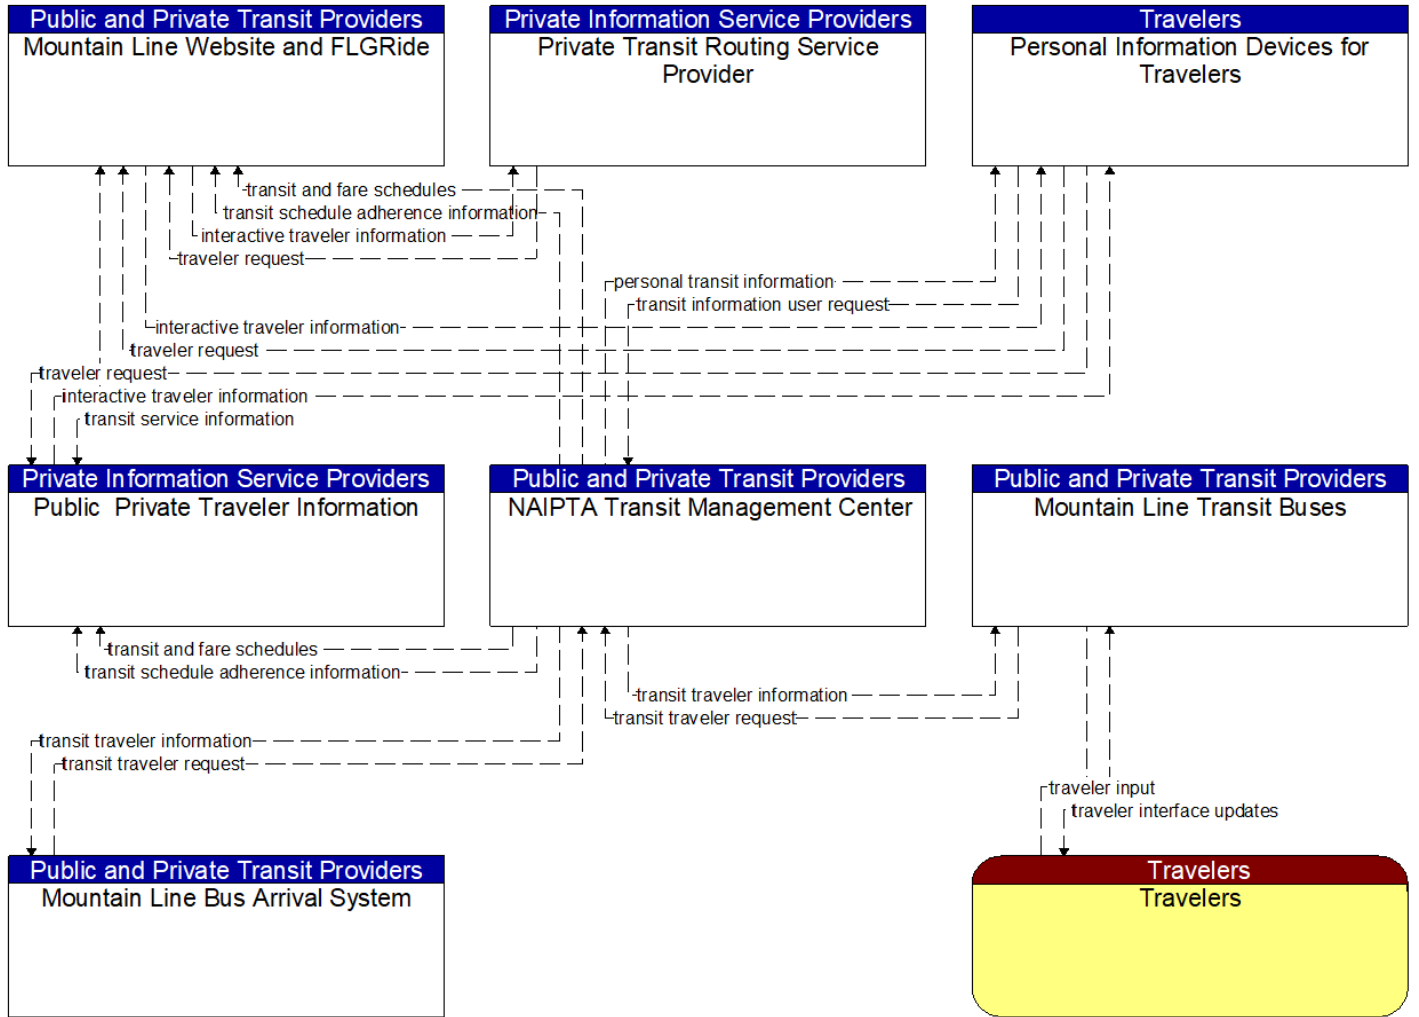 Public and Private Transit Providers
Mountain Line Website and FLGRide
Private Information Service Providers
Private Transit Routing Service
Provider
Travelers
Personal Information Devices for
Travelers
transit and fare schedules
transit schedule adherence information
interactive traveler information
traveler request
personal transit information
transit information user request
interactive traveler information
traveler request
traveler request
interactive traveler information
transit service information
Private Information Service Providers
Public  Private Traveler Information
Public and Private Transit Providers
NAIPTA Transit Management Center
Public and Private Transit Providers
Mountain Line Transit Buses
transit and fare schedules
transit schedule adherence information
transit traveler information
transit traveler request
transit traveler information
transit traveler request
traveler input
traveler interface updates
Public and Private Transit Providers
Mountain Line Bus Arrival System
Travelers
Travelers